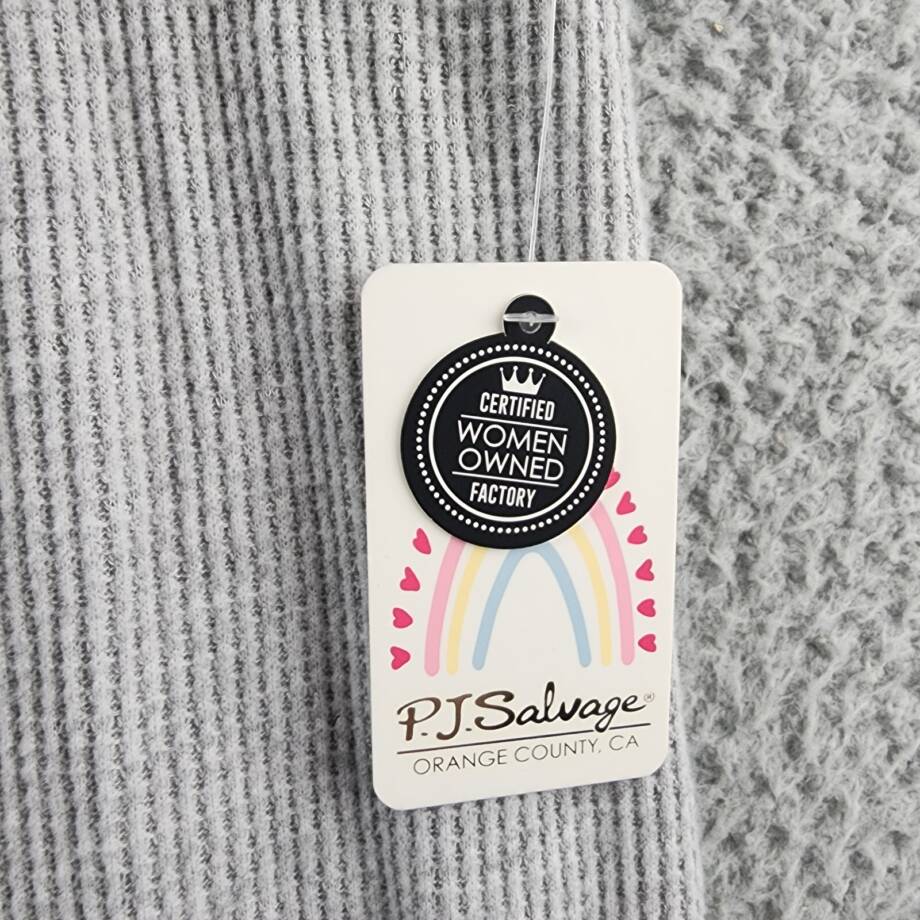 CERTIFIED
WOMEN
OWNED
FACTORY
P.J.Salvage®
ORANGE COUNTY, CA